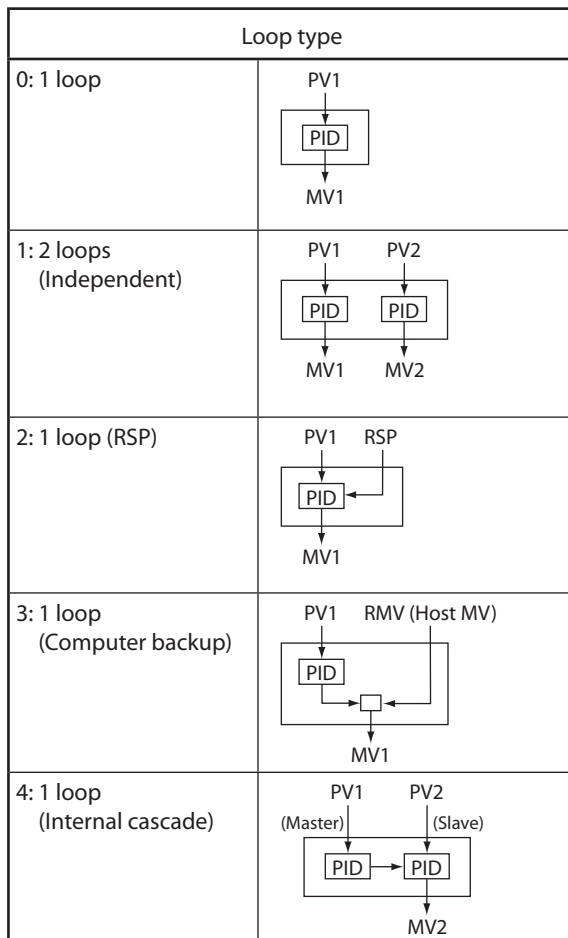 Loop type
0: 1 loop
PV1
PID
MV1
1: 2 loops
(Independent)
PV1 PV2
PID PID
MV1 MV2
2: 1 loop (RSP)
PV1 RSP
PID
MV1
3: 1 loop
(Computer backup)
PV1 RMV (Host MV)
PID
MV1
4: 1 loop
(Internal cascade)
PV1 PV2
(Master) (Slave)
PID PID
MV2